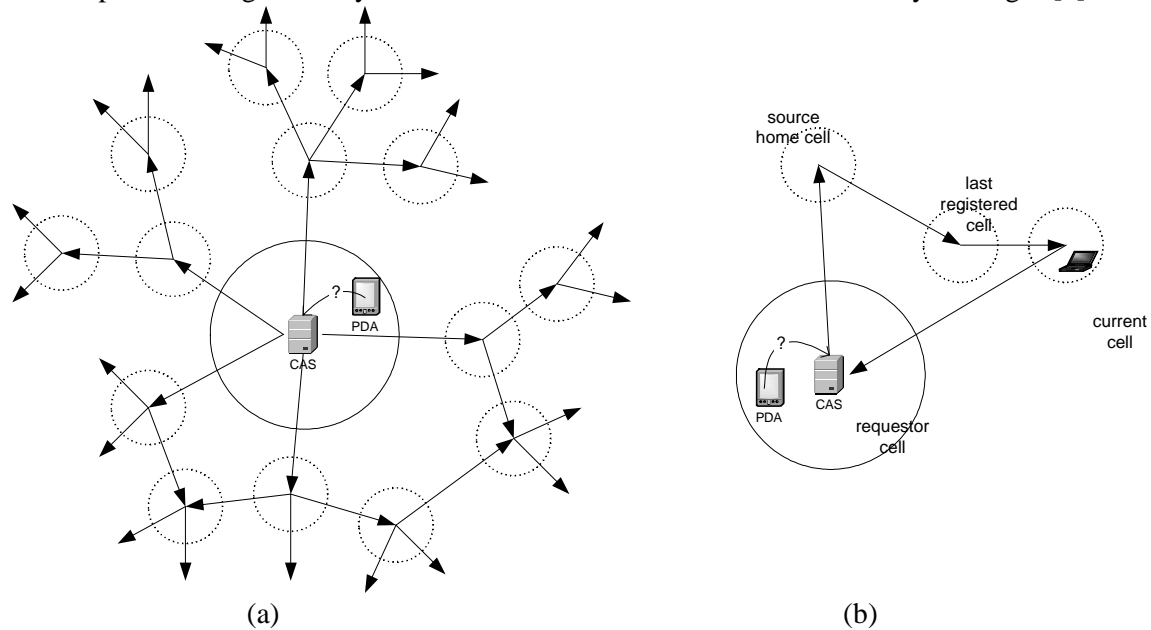 ?
PDA
CAS
(a)
source
home cell
last
registered
cell
current
cell
?
PDA
CAS
requestor
cell
(b)